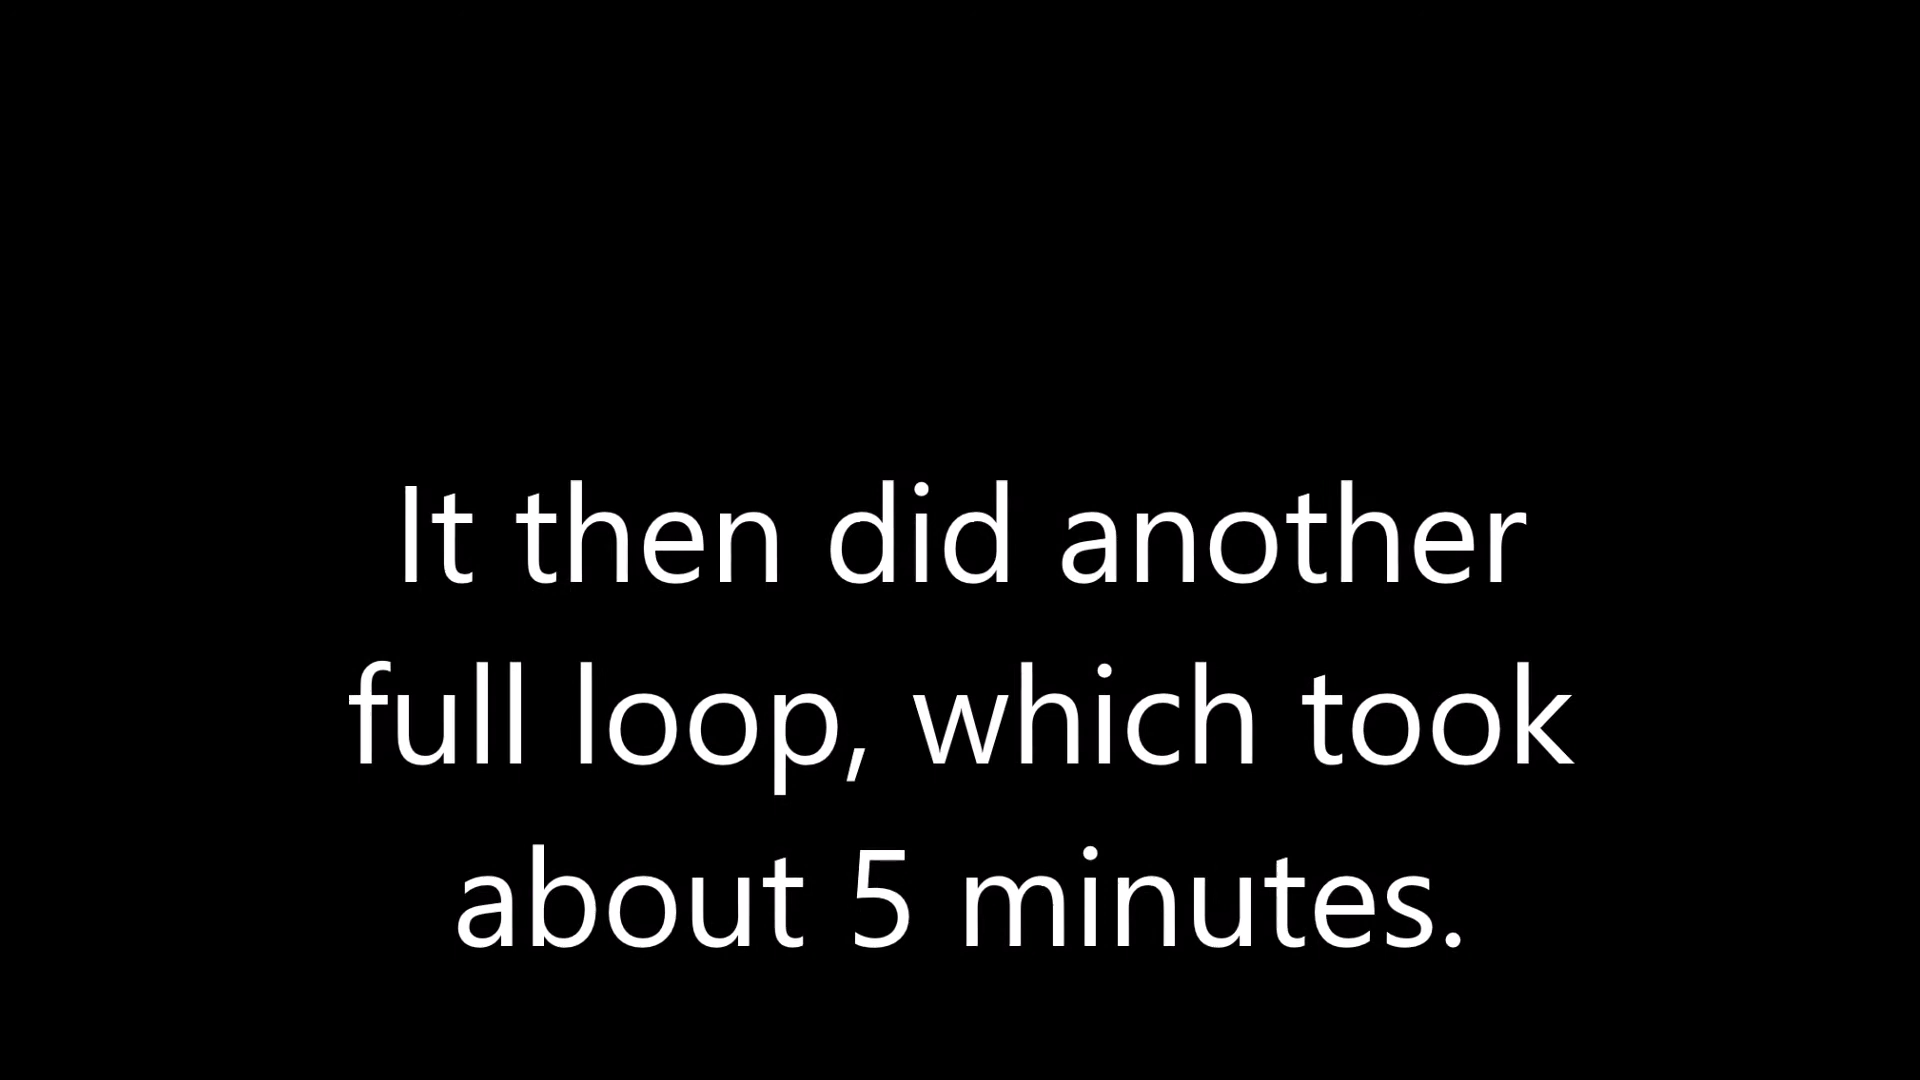 It then did another
full loop, which took
about 5 minutes.